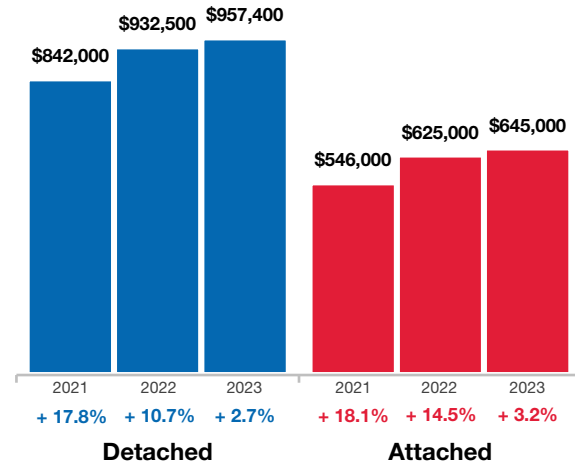 $842,000
$932,500
$957,400
$546,000
$625,000
$645,000
2021 2022 2023 2021 2022 2023
+ 17.8% + 10.7% + 2.7% + 18.1% + 14.5% + 3.2%
Detached Attached